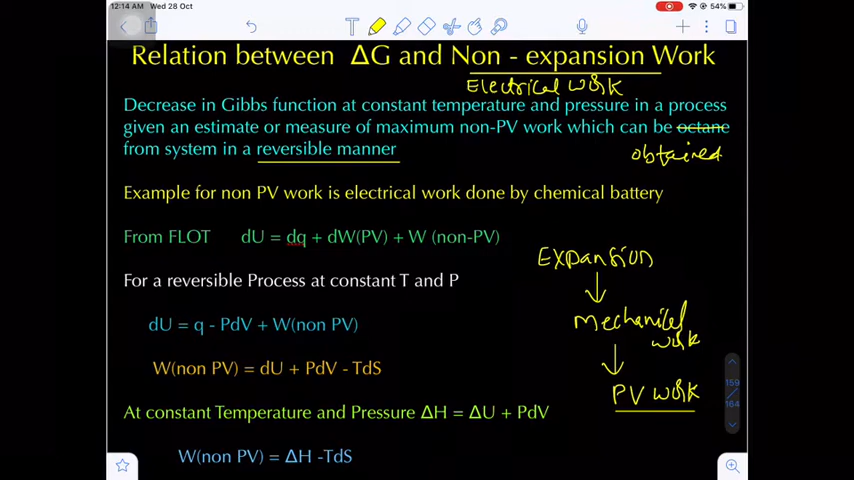 12:14 AM Wed 28 Oct
54%
Relation between ΔG and Non - expansion Work
Electrical work
Decrease in Gibbs function at constant temperature and pressure in a process
given an estimate or measure of maximum non-PV work which can be octane
from system in a reversible manner
obtained
Example for non PV work is electrical work done by chemical battery
From FLOT dU = dq + dW(PV) + W (non-PV)
Expansion
For a reversible Process at constant T and P
Mechanical
work
dU = q - PdV + W(non PV)
W(non PV) = dU + PdV - TdS
PV work
159
164
At constant Temperature and Pressure ΔH = ΔU + PdV
W(non PV) = ΔH -TdS